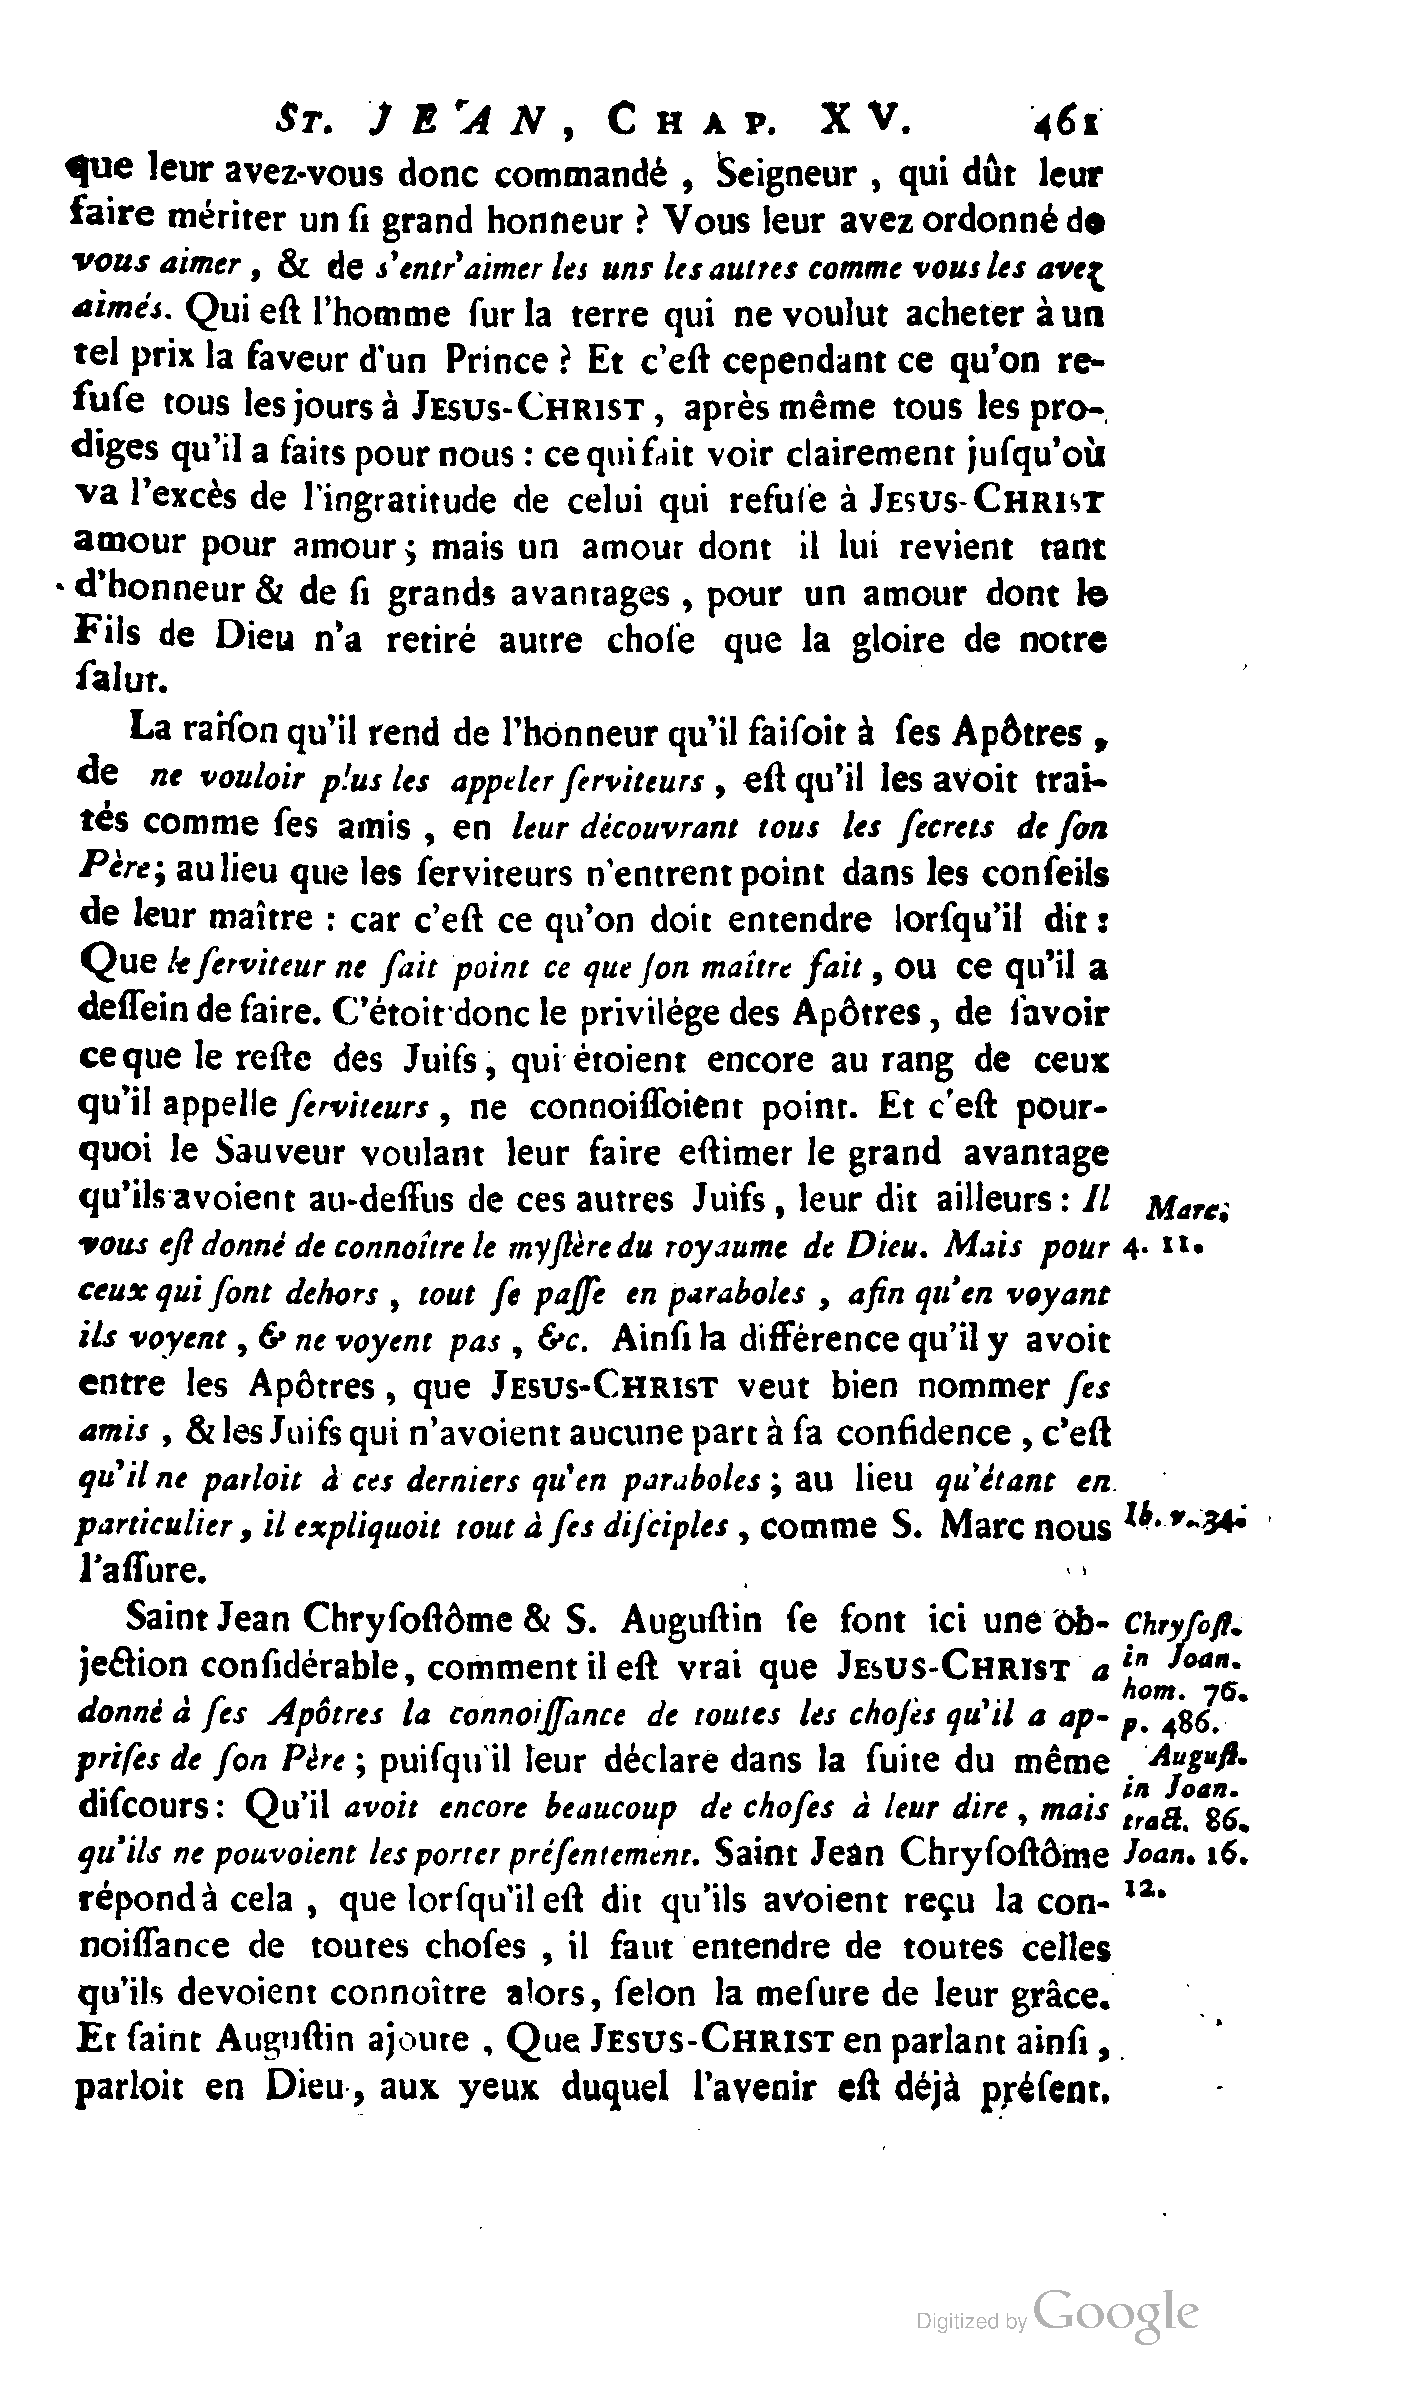 ST. JEAN, CHAP. XV. 461
que leur avez-vous donc commandé, Seigneur, qui dût leur
faire mériter un ſi grand honneur ? Vous leur avez ordonné de
vous aimer, & de s'entr'aimer les uns les autres comme vous les avez
aimés. Qui eſt l'homme ſur la terre qui ne voulut acheter à un
tel prix la faveur d'un Prince ? Et c'eſt cependant ce qu'on re-
fuſe tous les jours à JESUS-CHRIST, après même tous les pro-
diges qu'il a faits pour nous : ce qui fait voir clairement juſqu'où
va l'excès de l'ingratitude de celui qui refuſe à JESUS-CHRIST
amour pour amour; mais un amour dont il lui revient tant
d'honneur & de ſi grands avantages, pour un amour dont le
Fils de Dieu n'a retiré autre choſe que la gloire de notre
ſalut.
La raiſon qu'il rend de l'honneur qu'il faiſoit à ſes Apôtres,
de ne vouloir plus les appeler ſerviteurs, eſt qu'il les avoit trai-
tés comme ſes amis, en leur découvrant tous les ſecrets de ſon
Père; au lieu que les ſerviteurs n'entrent point dans les conſeils
de leur maître : car c'eſt ce qu'on doit entendre lorſqu'il dit :
Que le ſerviteur ne ſait point ce que ſon maître fait, ou ce qu'il a
deſſein de faire. C'étoit donc le privilége des Apôtres, de ſavoir
ce que le reſte des Juifs, qui étoient encore au rang de ceux
qu'il appelle ſerviteurs, ne connoiſſoient point. Et c'eſt pour-
quoi le Sauveur voulant leur faire eſtimer le grand avantage
qu'ils avoient au-deſſus de ces autres Juifs, leur dit ailleurs : Il
Marc;
vous eſt donné de connoître le myſtère du royaume de Dieu. Mais pour
4. 11.
ceux qui ſont dehors, tout ſe paſſe en paraboles, afin qu'en voyant
ils voyent, & ne voyent pas, &c. Ainſi la différence qu'il y avoit
entre les Apôtres, que JESUS-CHRIST veut bien nommer ſes
amis, & les Juifs qui n'avoient aucune part à ſa confidence, c'eſt
qu'il ne parloit à ces derniers qu'en paraboles; au lieu qu'étant en
particulier, il expliquoit tout à ſes diſciples, comme S. Marc nous
Ib. v. 34.
l'aſſure.
Saint Jean Chryſoſtôme & S. Auguſtin ſe font ici une ob-
jection conſidérable, comment il eſt vrai que JESUS-CHRIST a
donné à ſes Apôtres la connoiſſance de toutes les choſes qu'il a ap-
priſes de ſon Père; puiſqu'il leur déclare dans la ſuite du même
diſcours: Qu'il avoit encore beaucoup de choſes à leur dire, mais
qu'ils ne pouvoient les porter préſentement. Saint Jean Chryſoſtôme
répond à cela, que lorſqu'il eſt dit qu'ils avoient reçu la con-
noiſſance de toutes choſes, il faut entendre de toutes celles
qu'ils devoient connoître alors, ſelon la meſure de leur grâce.
Et ſaint Auguſtin ajoute, Que JESUS-CHRIST en parlant ainſi,
parloit en Dieu, aux yeux duquel l'avenir eſt déjà préſent.
Chryſoſt.
in Joan.
hom. 76.
p. 486.
Auguſt.
in Joan.
tract. 86.
Joan. 16.
12.
Digitized by Google